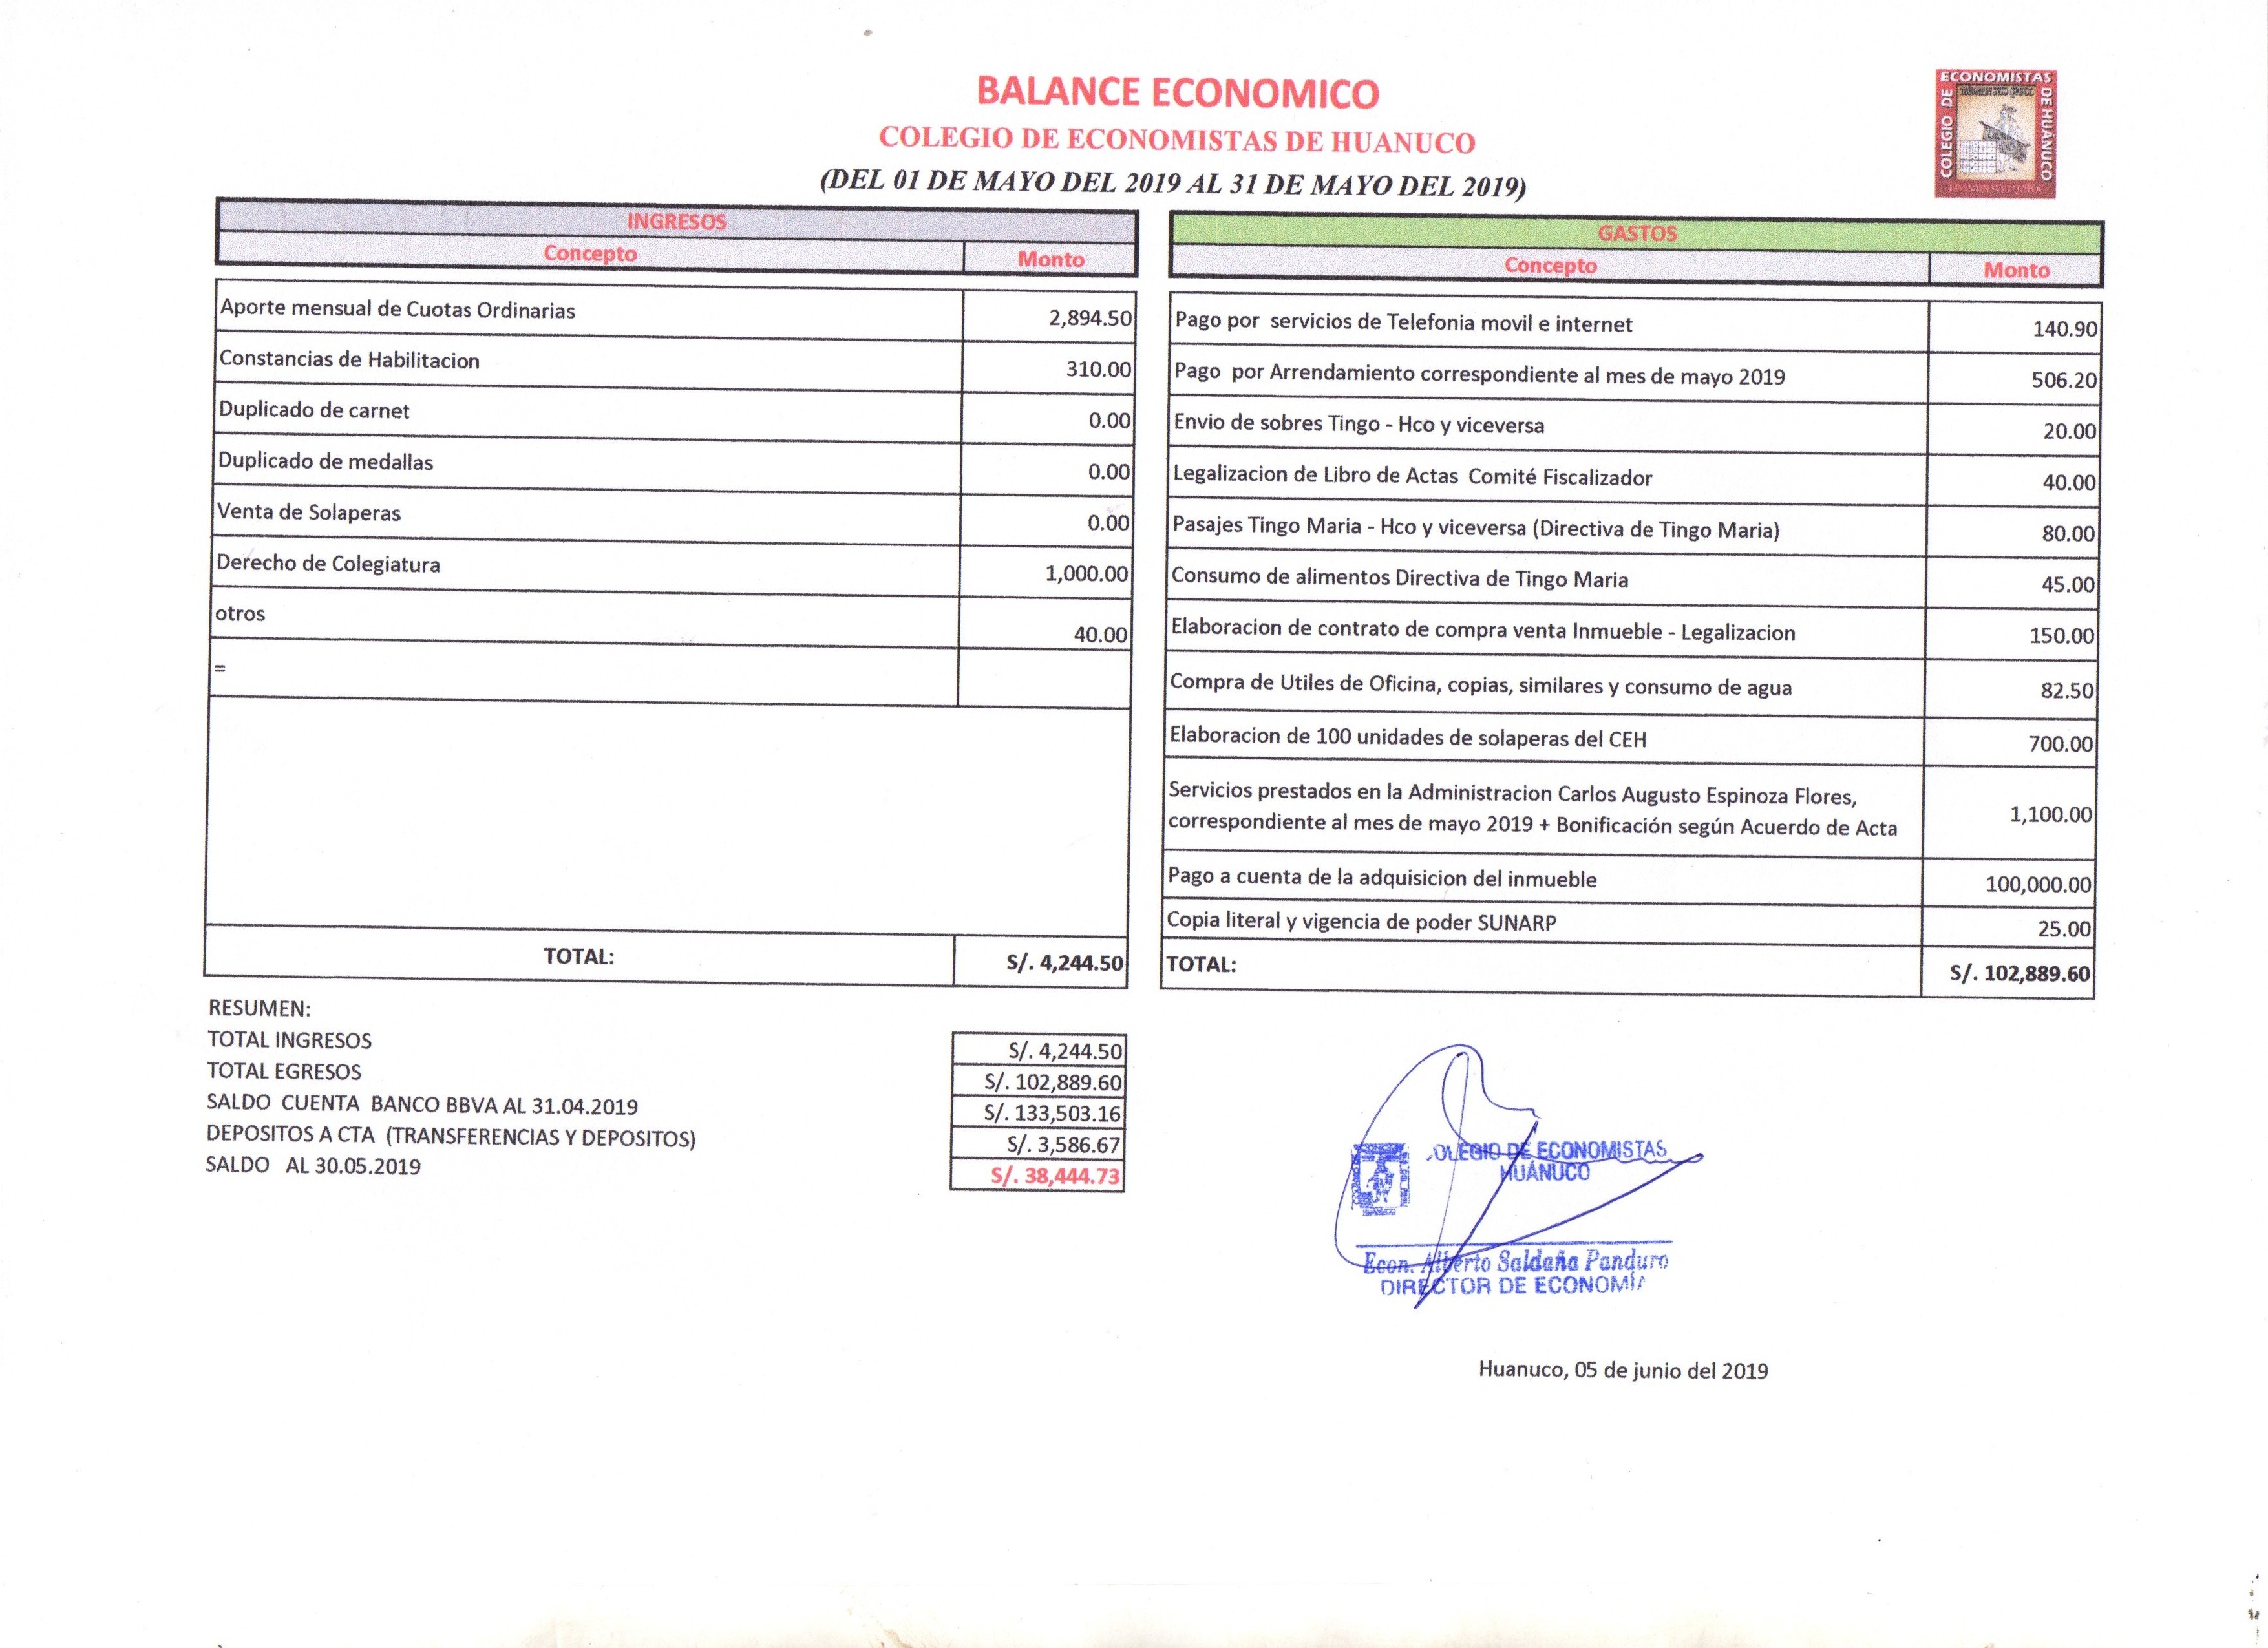 BALANCE ECONOMICO
COLEGIO DE ECONOMISTAS DE HUANUCO
(DEL 01 DE MAYO DEL 2019 AL 31 DE MAYO DEL 2019)
COLEGIO DE ECONOMISTAS DE HUANUCO
INGRESOS
Concepto Monto
Aporte mensual de Cuotas Ordinarias 2,894.50
Constancias de Habilitacion 310.00
Duplicado de carnet 0.00
Duplicado de medallas 0.00
Venta de Solaperas 0.00
Derecho de Colegiatura 1,000.00
otros 40.00
=
TOTAL: S/. 4,244.50
GASTOS
Concepto Monto
Pago por servicios de Telefonia movil e internet 140.90
Pago por Arrendamiento correspondiente al mes de mayo 2019 506.20
Envio de sobres Tingo - Hco y viceversa 20.00
Legalizacion de Libro de Actas Comité Fiscalizador 40.00
Pasajes Tingo Maria - Hco y viceversa (Directiva de Tingo Maria) 80.00
Consumo de alimentos Directiva de Tingo Maria 45.00
Elaboracion de contrato de compra venta Inmueble - Legalizacion 150.00
Compra de Utiles de Oficina, copias, similares y consumo de agua 82.50
Elaboracion de 100 unidades de solaperas del CEH 700.00
Servicios prestados en la Administracion Carlos Augusto Espinoza Flores,
correspondiente al mes de mayo 2019 + Bonificación según Acuerdo de Acta 1,100.00
Pago a cuenta de la adquisicion del inmueble 100,000.00
Copia literal y vigencia de poder SUNARP 25.00
TOTAL: S/. 102,889.60
RESUMEN:
TOTAL INGRESOS S/. 4,244.50
TOTAL EGRESOS S/. 102,889.60
SALDO CUENTA BANCO BBVA AL 31.04.2019 S/. 133,503.16
DEPOSITOS A CTA (TRANSFERENCIAS Y DEPOSITOS) S/. 3,586.67
SALDO AL 30.05.2019 S/. 38,444.73
OLEGIO DE ECONOMISTAS
HUÁNUCO
Econ. Alberto Saldaña Panduro
DIRECTOR DE ECONOMÍA
Huanuco, 05 de junio del 2019